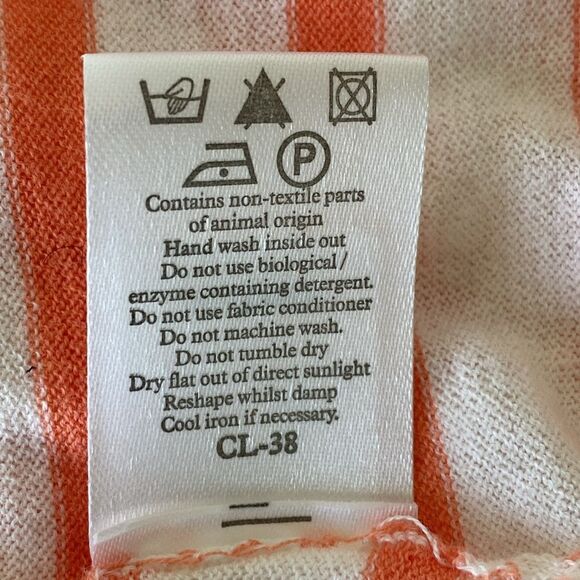 P
Contains non-textile parts
of animal origin
Hand wash inside out
Do not use biological/
enzyme containing detergent.
Do not use fabric conditioner
Do not machine wash.
Do not tumble dry
Dry flat out of direct sunlight
Reshape whilst damp
Cool iron if necessary.
CL-38